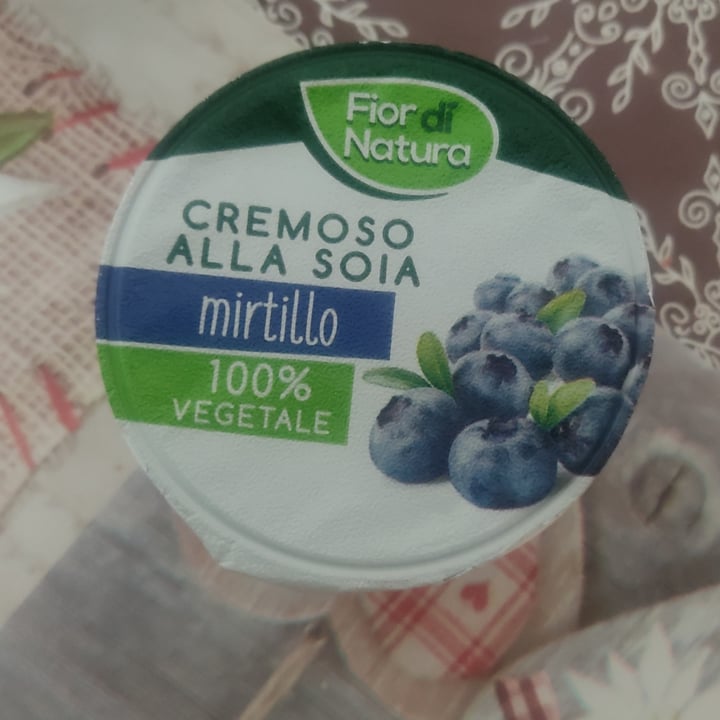 Fior di
Natura
CREMOSO
ALLA SOIA
mirtillo
100%
VEGETALE